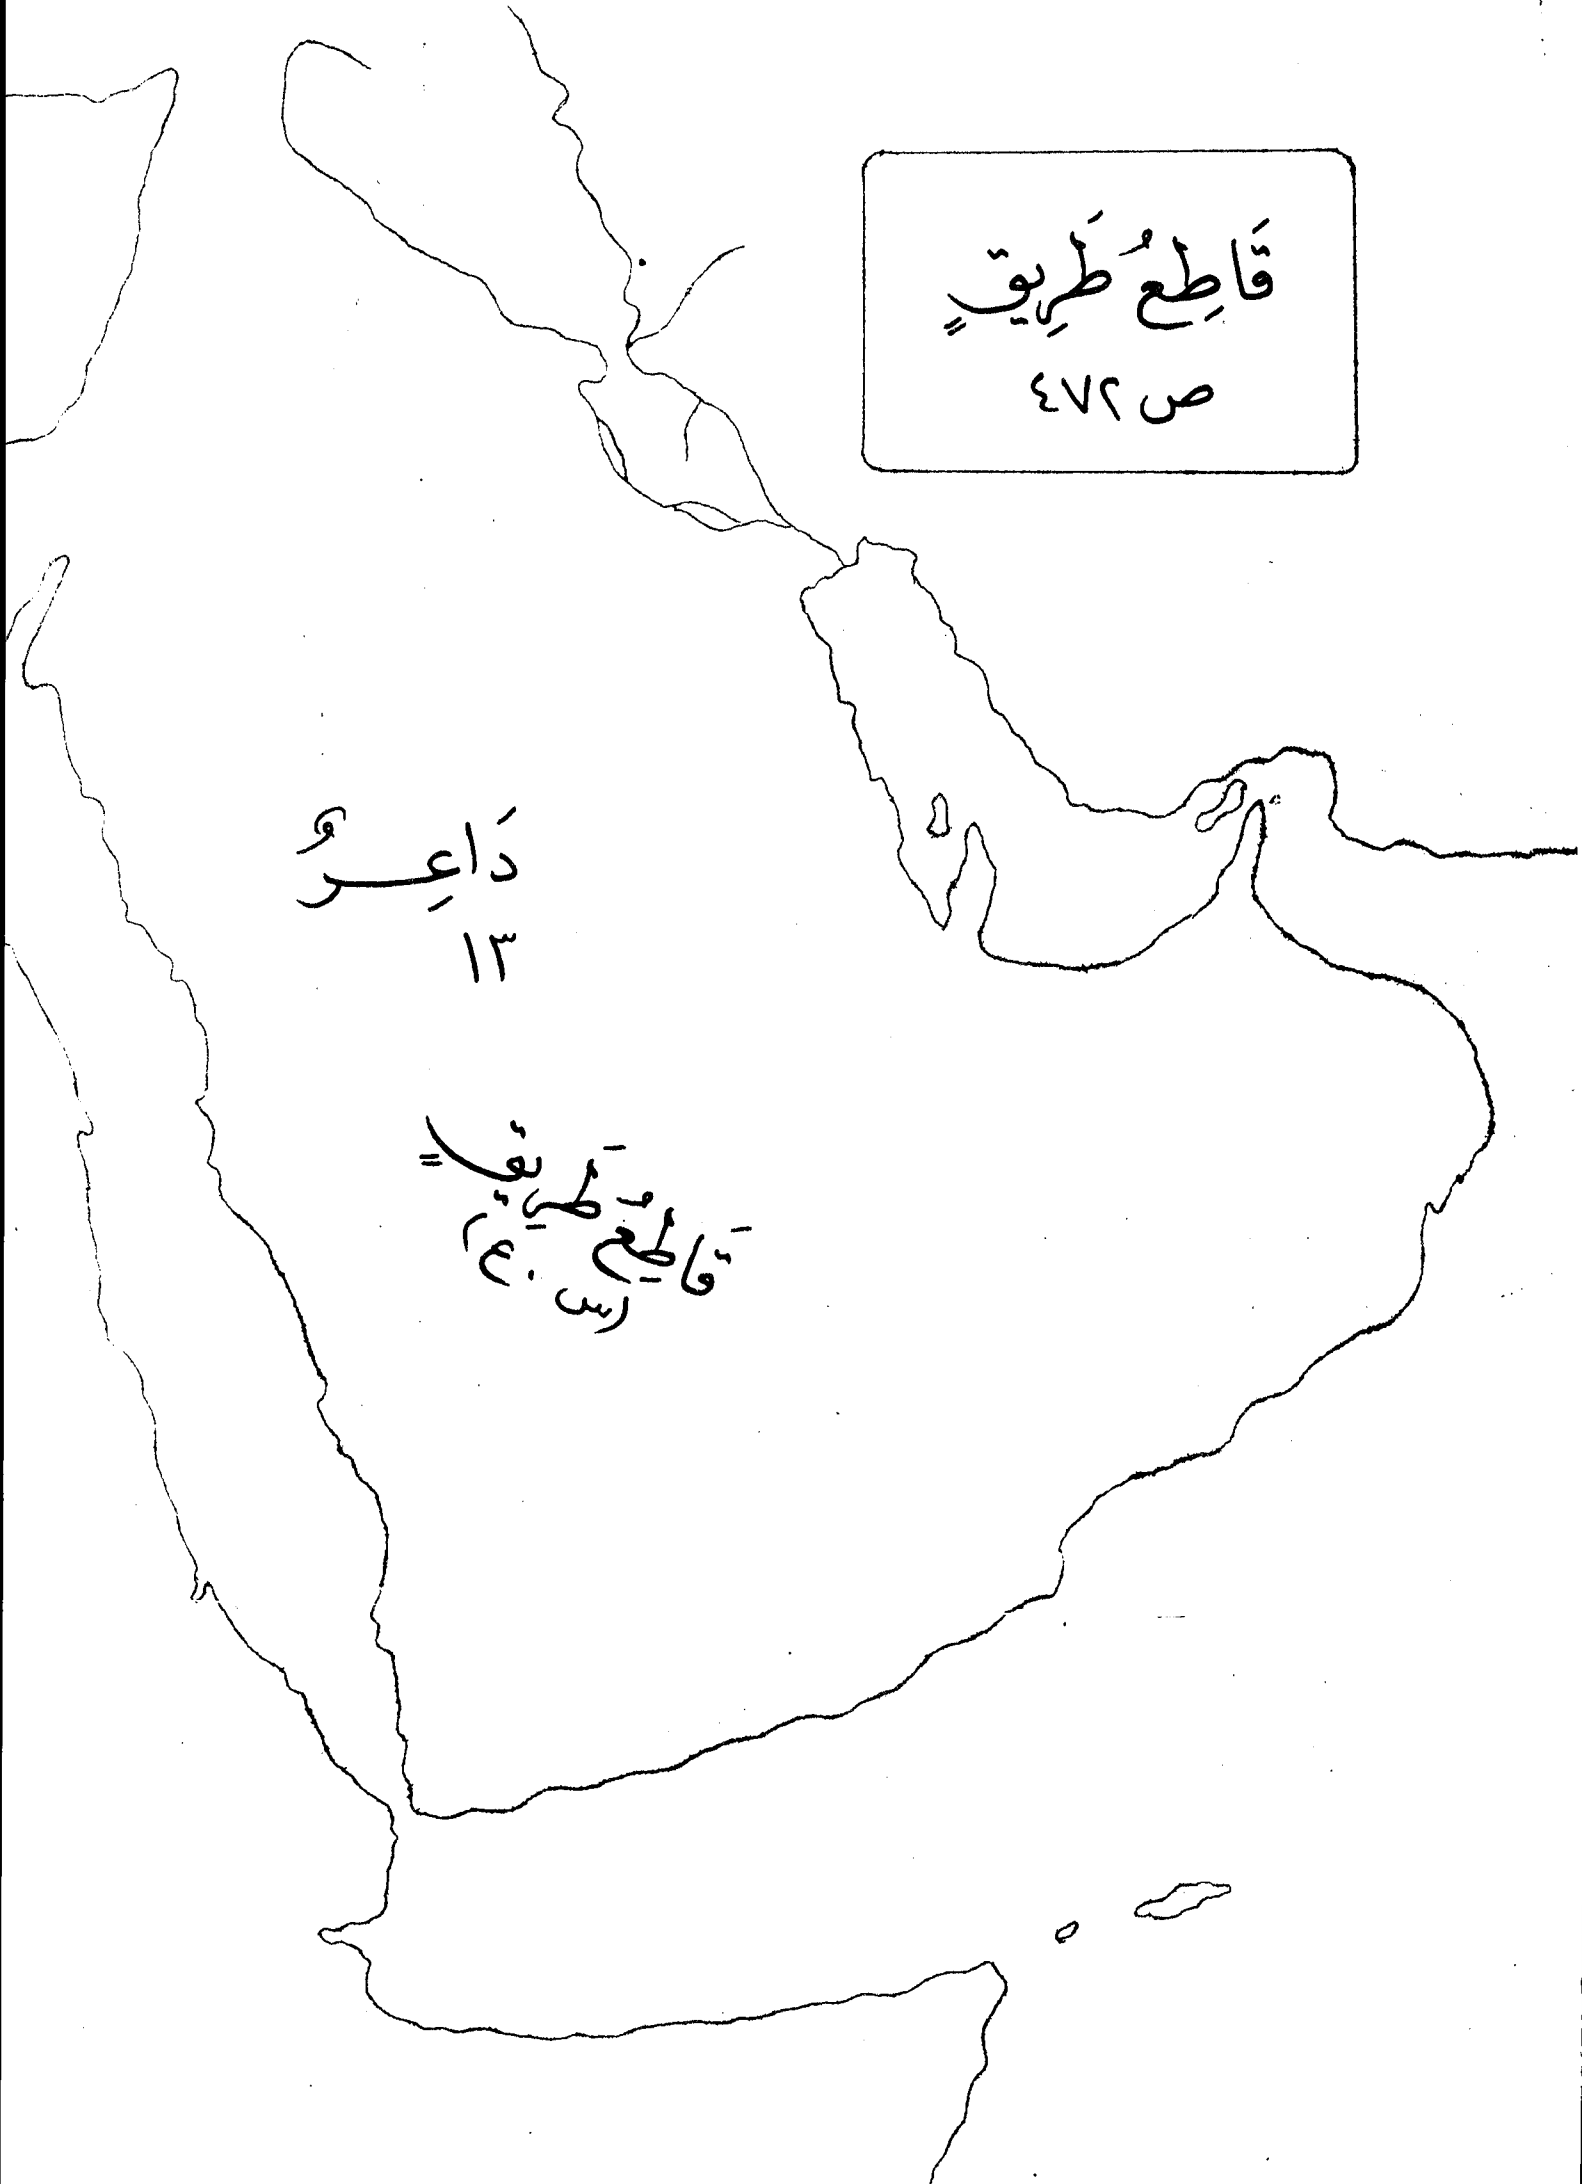 قَاطِعُ طَرِيقٍ
ص ٤٧٢
دَاعِرٌ
١٣
قَاطِعُ طَرِيقٍ
(س . ع)